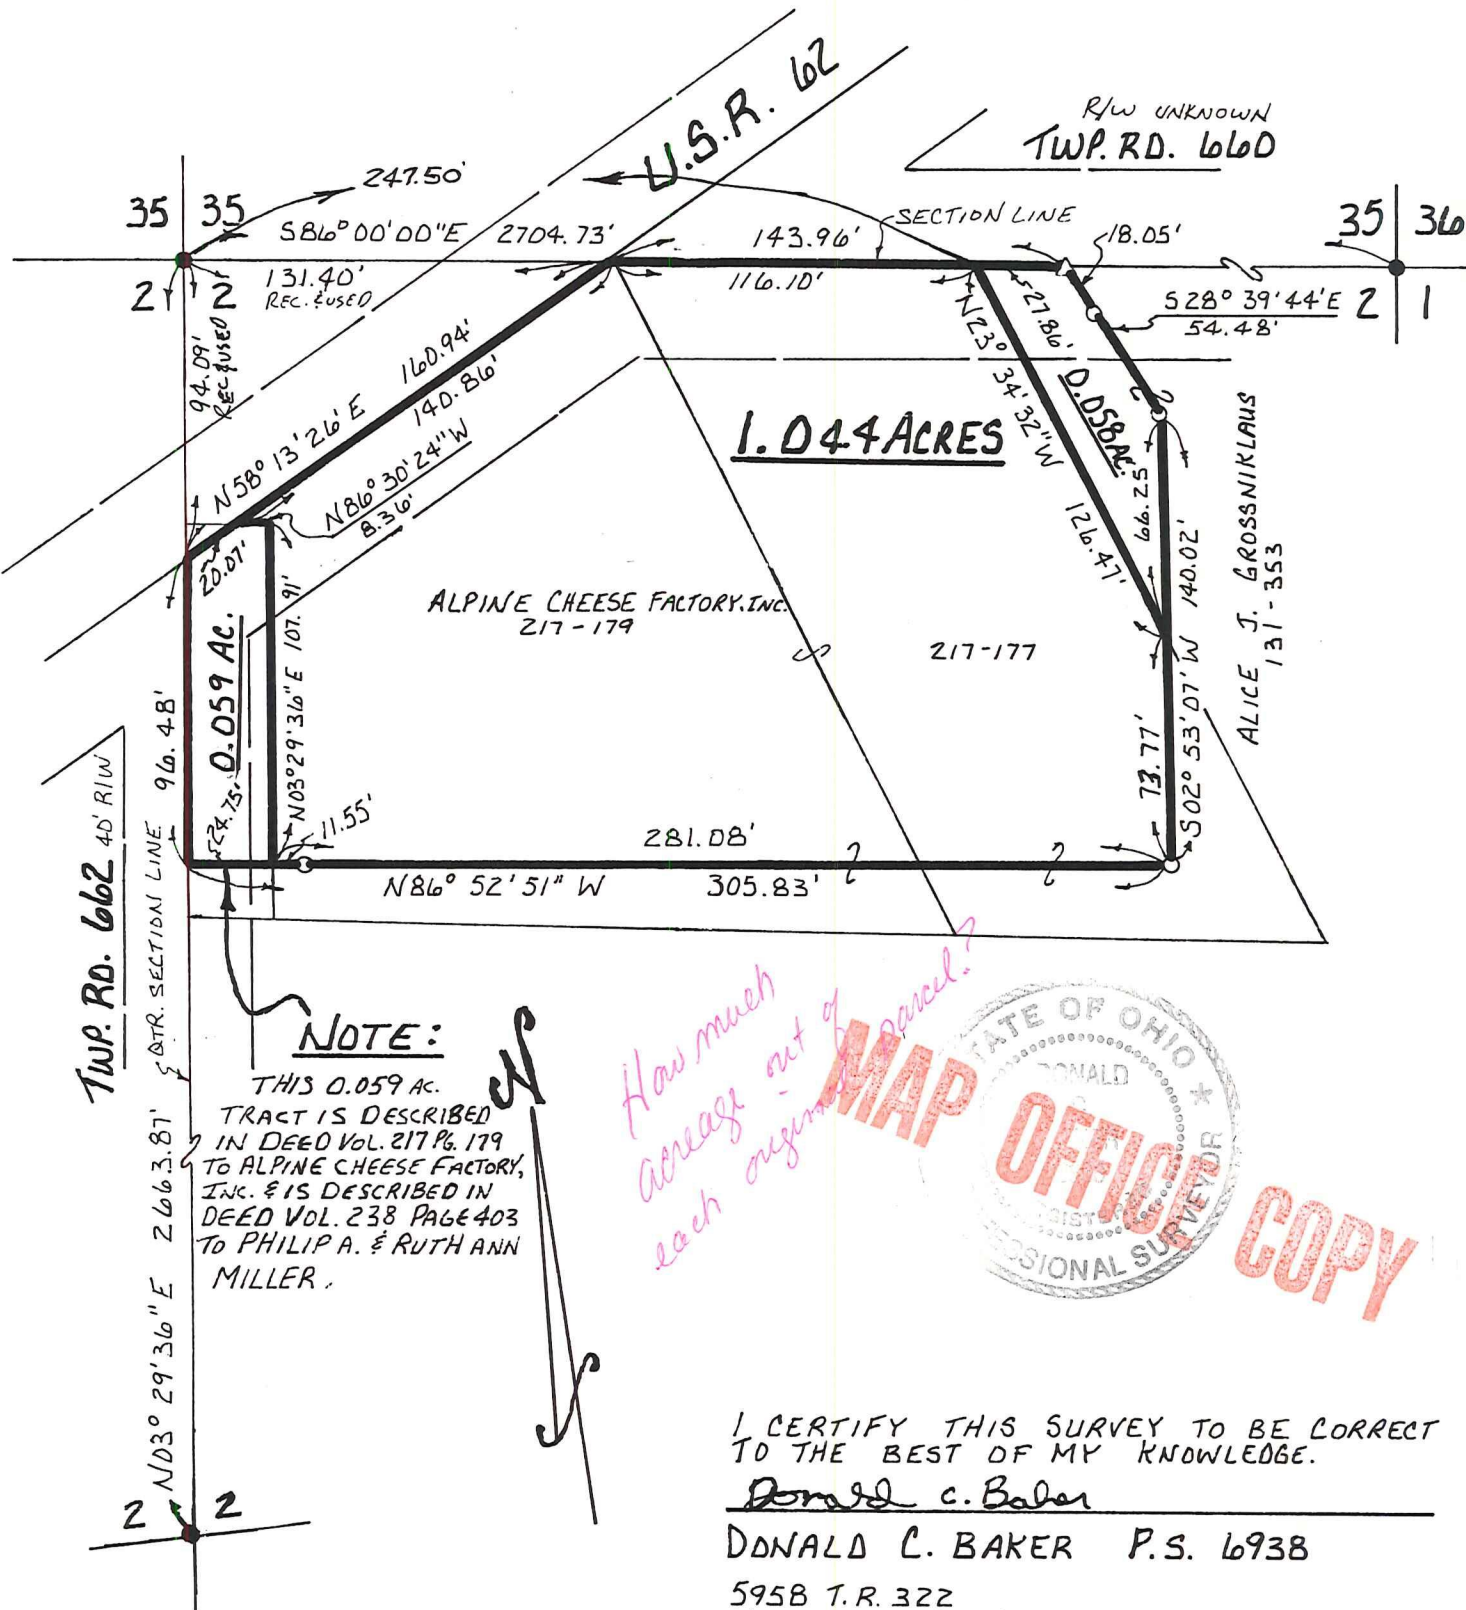 U.S.R. 62
R/W UNKNOWN
TWP. RD. 660
247.50'
35 35
S86° 00' 00"E 2704.73' 143.96'
SECTION LINE
18.05'
35 36
2 2
131.40'
REC. & USED
116.10'
27.86'
S28° 39' 44"E
54.48'
2 1
94.09'
REC & USED
160.94'
140.86'
N58° 13' 26" E
N86° 30' 24" W
8.36'
N23° 34' 32" W
126.47'
0.058 AC.
1.044 ACRES
66.25'
140.02'
S02° 53' 07" W
73.77'
ALICE J. GROSSNIKLAUS
131-353
20.07'
0.059 AC.
107.91'
N03° 29' 36" E
96.48'
24.75'
11.55'
ALPINE CHEESE FACTORY, INC.
217-179
217-177
281.08'
N86° 52' 51" W 305.83'
TWP. RD. 662 40' R/W
QTR. SECTION LINE
N03° 29' 36" E 2663.87'
NOTE:
THIS 0.059 AC.
TRACT IS DESCRIBED
IN DEED VOL. 217 PG. 179
TO ALPINE CHEESE FACTORY,
INC. & IS DESCRIBED IN
DEED VOL. 238 PAGE 403
TO PHILIP A. & RUTH ANN
MILLER.
N
How much
acreage out of
each original parcel?
MAP OFFICE COPY
STATE OF OHIO
DONALD
SURVEYOR
2 2
I CERTIFY THIS SURVEY TO BE CORRECT
TO THE BEST OF MY KNOWLEDGE.
Donald C. Baker
DONALD C. BAKER P.S. 6938
5958 T.R. 322